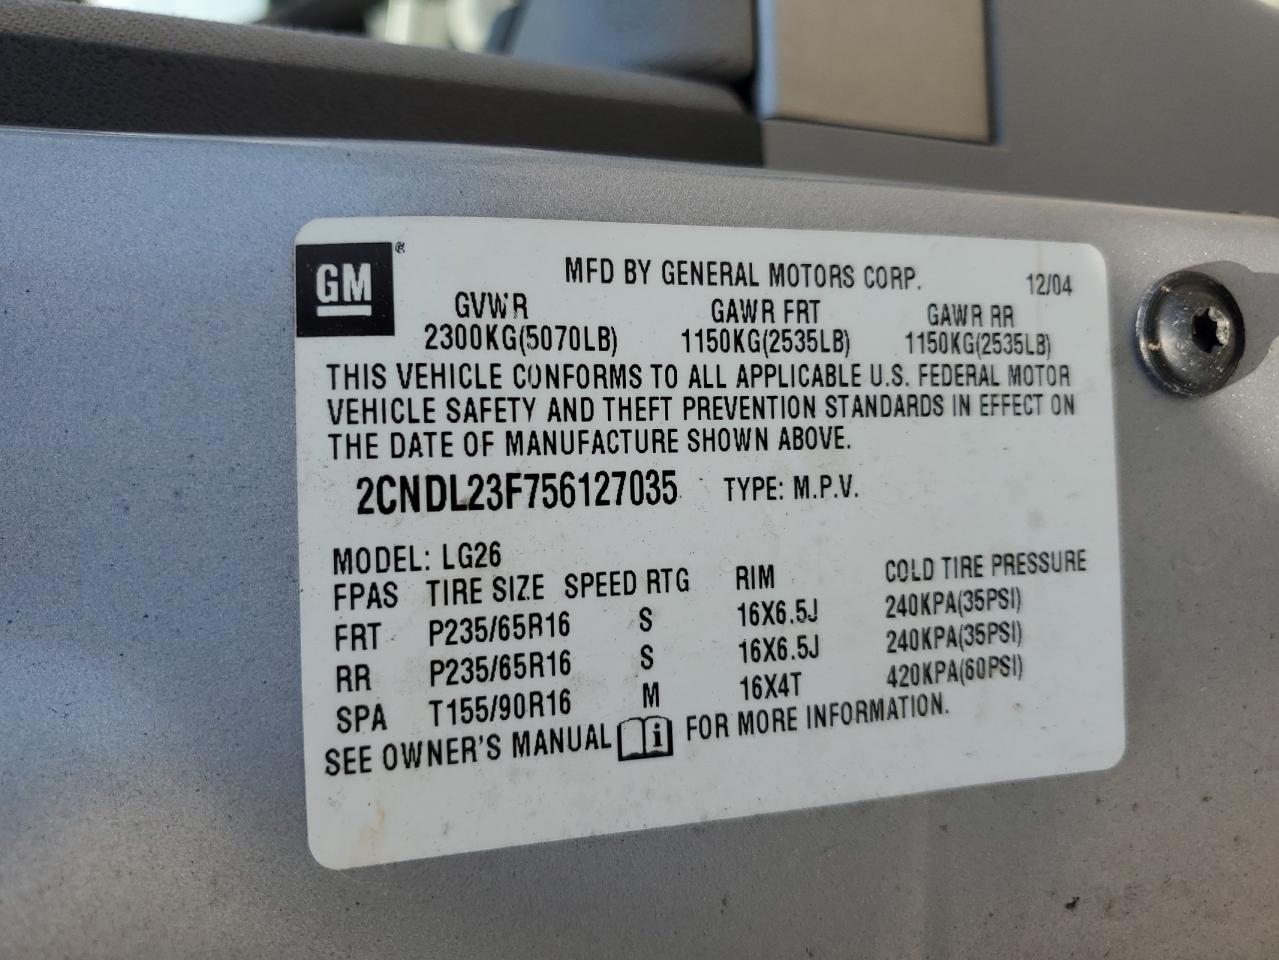 GM®
MFD BY GENERAL MOTORS CORP. 12/04
GVWR GAWR FRT GAWR RR
2300KG(5070LB) 1150KG(2535LB) 1150KG(2535LB)
THIS VEHICLE CONFORMS TO ALL APPLICABLE U.S. FEDERAL MOTOR
VEHICLE SAFETY AND THEFT PREVENTION STANDARDS IN EFFECT ON
THE DATE OF MANUFACTURE SHOWN ABOVE.
2CNDL23F756127035 TYPE: M.P.V.
MODEL: LG26
FPAS TIRE SIZE SPEED RTG RIM COLD TIRE PRESSURE
FRT P235/65R16 S 16X6.5J 240KPA(35PSI)
RR P235/65R16 S 16X6.5J 240KPA(35PSI)
SPA T155/90R16 M 16X4T 420KPA(60PSI)
SEE OWNER'S MANUAL i FOR MORE INFORMATION.